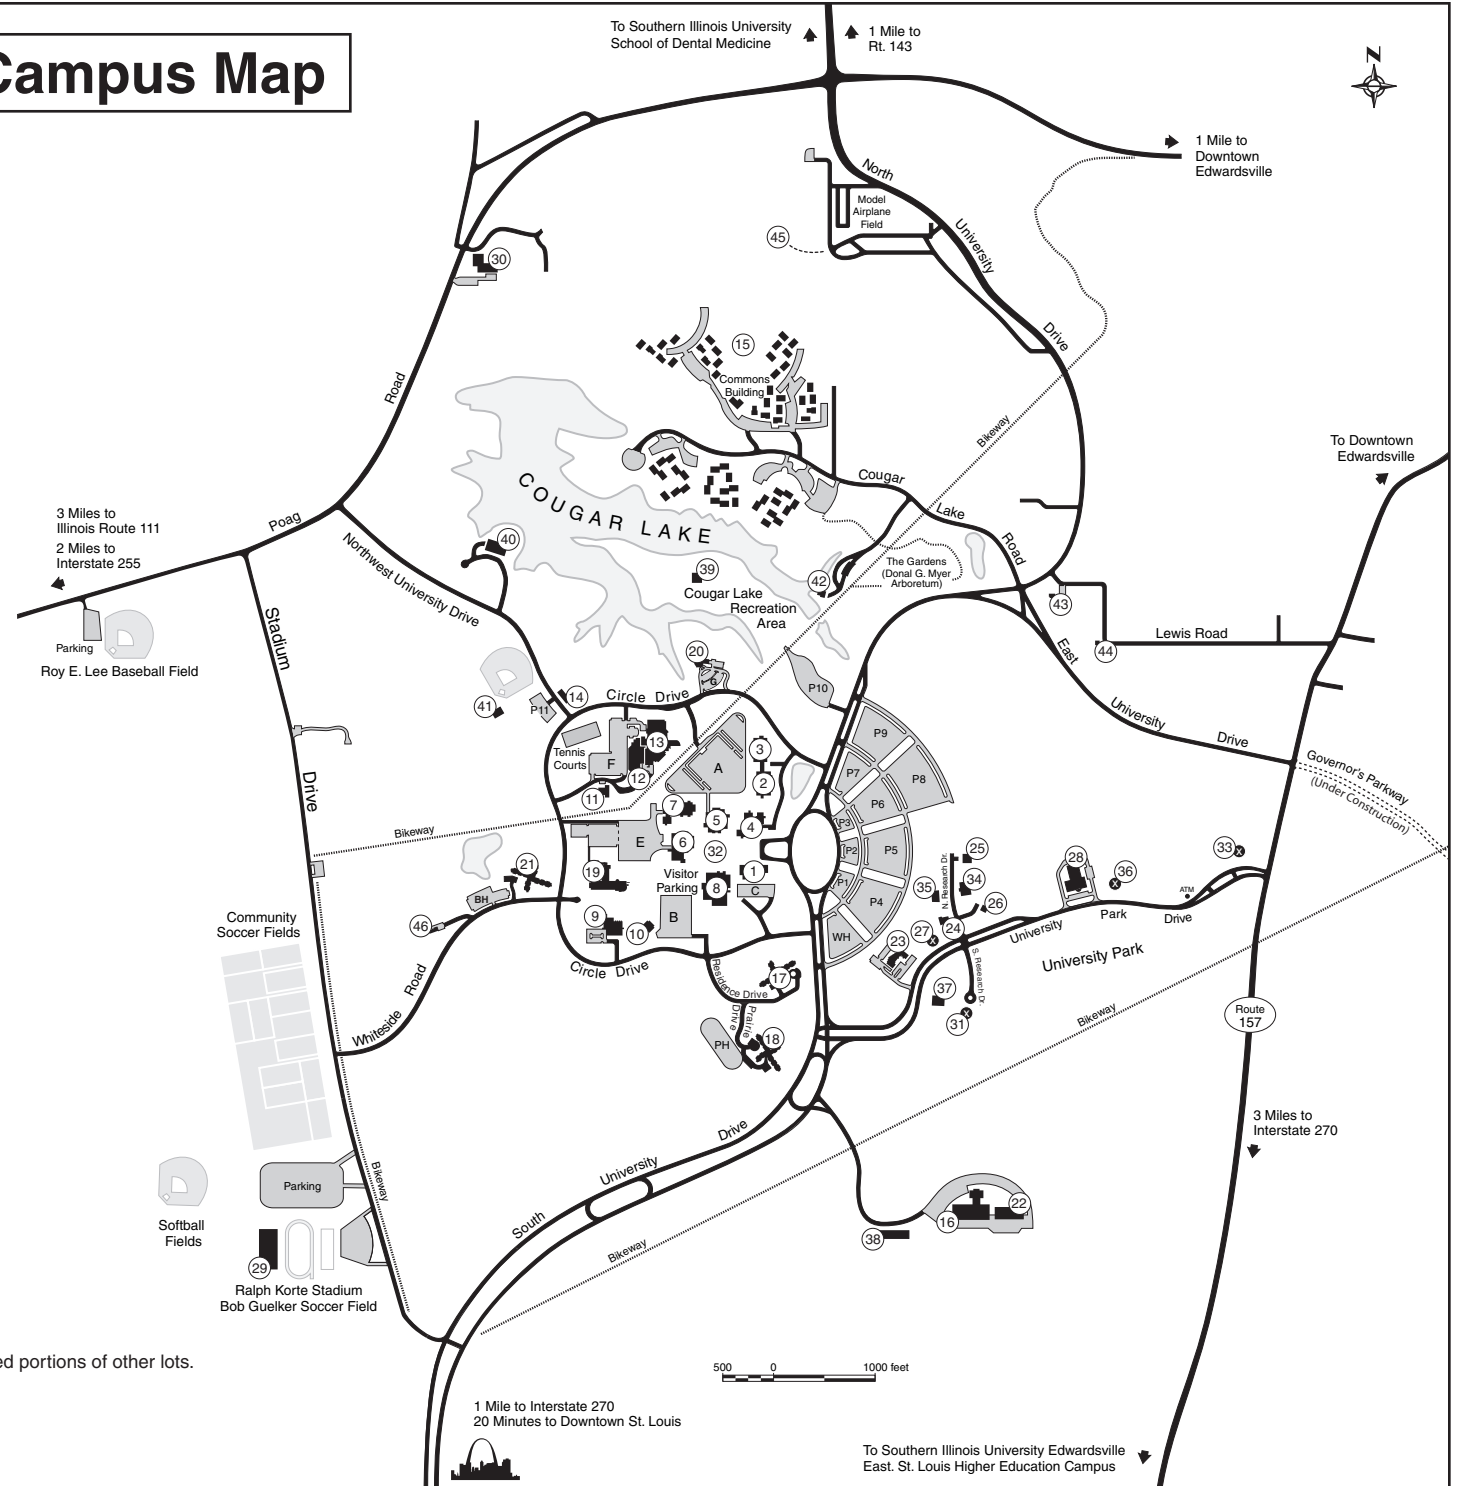 Campus Map
To Southern Illinois University
School of Dental Medicine
1 Mile to
Rt. 143
N
1 Mile to
Downtown
Edwardsville
North
University
Drive
Model
Airplane
Field
45
30
Road
15
Commons
Building
Bikeway
To Downtown
Edwardsville
Cougar
Lake
Road
COUGAR LAKE
3 Miles to
Illinois Route 111
2 Miles to
Interstate 255
Poag
Northwest University Drive
40
39
Cougar Lake
Recreation
Area
42
The Gardens
(Donal G. Myer
Arboretum)
43
44
Lewis Road
Stadium
Drive
Parking
Roy E. Lee Baseball Field
East
University
Drive
Governor's Parkway
(Under Construction)
20
G
P10
41
P11
14
Circle Drive
Tennis
Courts
F
13
12
11
A
3
2
P9
P7
P8
P6
P3
P2
P5
P1
P4
WH
7
5
4
6
32
E
Bikeway
21
BH
46
19
Visitor
Parking
8
1
C
9
10
B
Circle Drive
25
N. Research Dr.
34
35
26
24
27
23
28
36
33
ATM
University
Park
Drive
University Park
37
31
S. Research Dr.
X
X
X
X
Bikeway
Route
157
Residence Drive
17
Prairie
Drive
PH
18
Community
Soccer Fields
Whiteside
Road
3 Miles to
Interstate 270
Bikeway
Parking
Softball
Fields
29
Ralph Korte Stadium
Bob Guelker Soccer Field
South
University
Drive
Bikeway
22
16
38
ed portions of other lots.
500
0
1000 feet
1 Mile to Interstate 270
20 Minutes to Downtown St. Louis
To Southern Illinois University Edwardsville
East. St. Louis Higher Education Campus